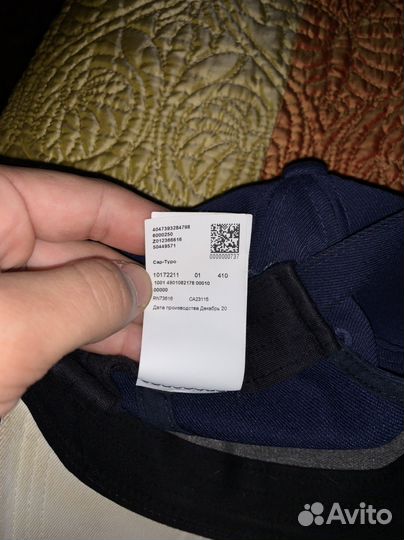 4047393284798
6000250
Z012366616
50449571
0000000737
Cap-Typo
10172211 01 410
1001 4901082178 00010
00000
RN73616 CA23115
Дата производства Декабрь 20
Avito